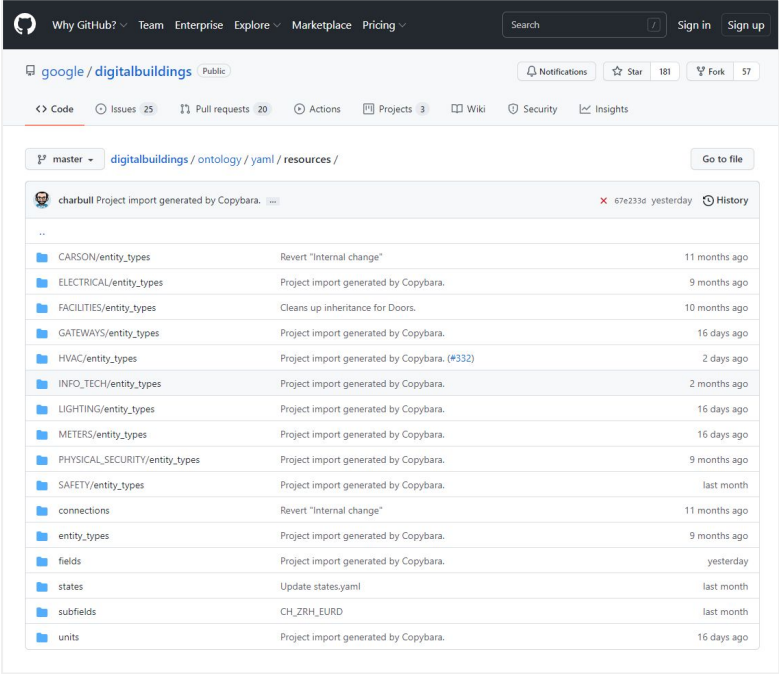 Why GitHub? Team Enterprise Explore Marketplace Pricing Search / Sign in Sign up
google / digitalbuildings Public Notifications Star 181 Fork 57
<> Code Issues 25 Pull requests 20 Actions Projects 3 Wiki Security Insights
master digitalbuildings / ontology / yaml / resources / Go to file
charbull Project import generated by Copybara. ... 67e233d yesterday History
..
CARSON/entity_types Revert "Internal change" 11 months ago
ELECTRICAL/entity_types Project import generated by Copybara. 9 months ago
FACILITIES/entity_types Cleans up inheritance for Doors. 10 months ago
GATEWAYS/entity_types Project import generated by Copybara. 16 days ago
HVAC/entity_types Project import generated by Copybara. (#332) 2 days ago
INFO_TECH/entity_types Project import generated by Copybara. 2 months ago
LIGHTING/entity_types Project import generated by Copybara. 16 days ago
METERS/entity_types Project import generated by Copybara. 16 days ago
PHYSICAL_SECURITY/entity_types Project import generated by Copybara. 9 months ago
SAFETY/entity_types Project import generated by Copybara. last month
connections Revert "Internal change" 11 months ago
entity_types Project import generated by Copybara. 9 months ago
fields Project import generated by Copybara. yesterday
states Update states.yaml last month
subfields CH_ZRH_EURD last month
units Project import generated by Copybara. 16 days ago